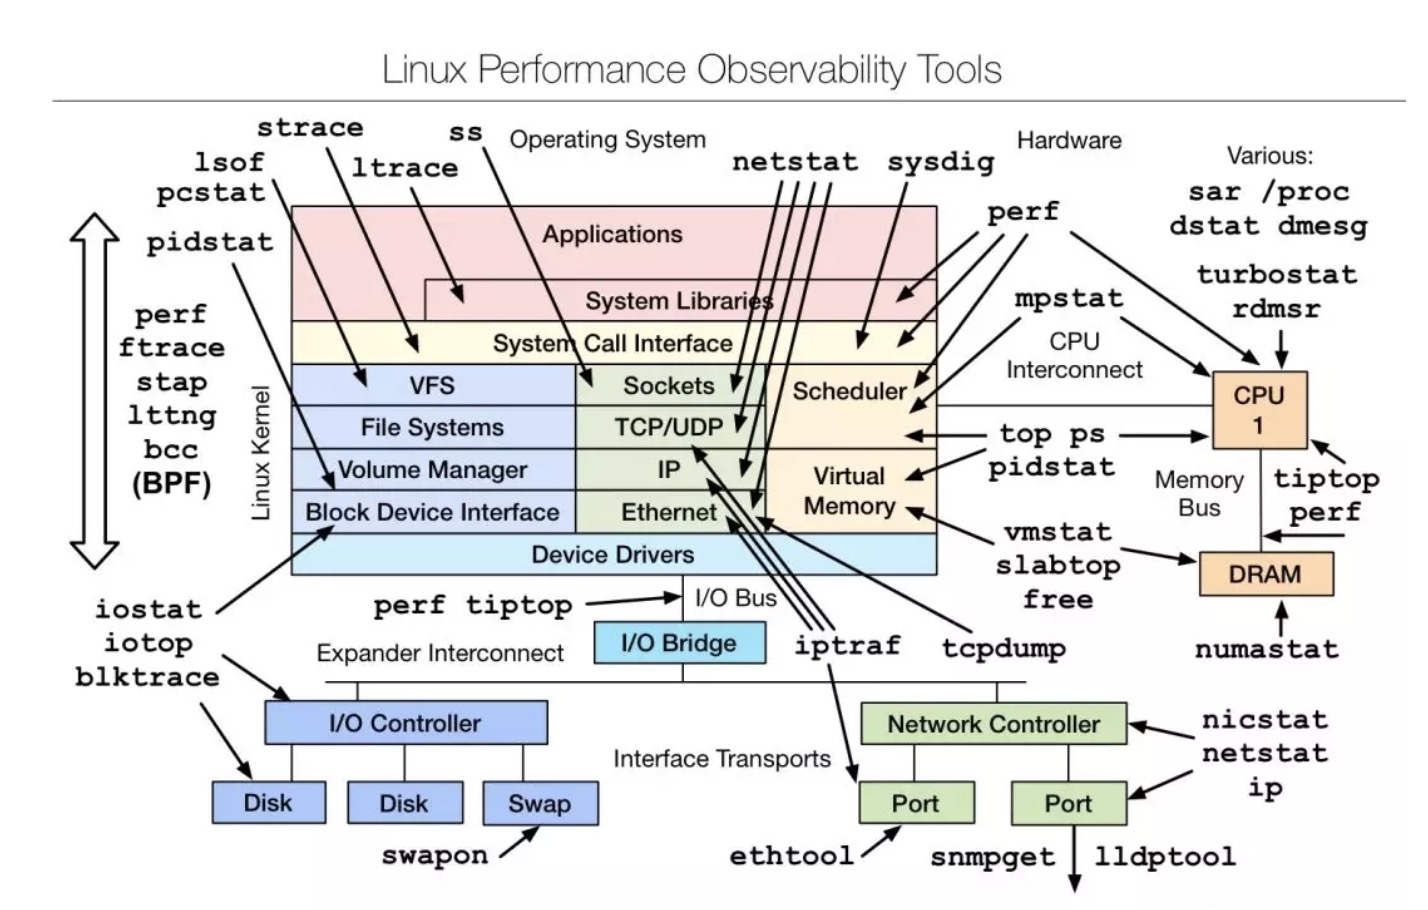 Linux Performance Observability Tools
strace
ss
Operating System
Hardware
lsof
ltrace
netstat
sysdig
Various:
pcstat
sar /proc
perf
dstat dmesg
pidstat
Applications
turbostat
rdmsr
System Libraries
mpstat
perf
ftrace
stap
lttng
bcc
(BPF)
System Call Interface
CPU
Interconnect
Linux Kernel
VFS
Sockets
Scheduler
CPU
1
File Systems
TCP/UDP
top ps
pidstat
Volume Manager
IP
Virtual
Memory
Memory
Bus
tiptop
perf
Block Device Interface
Ethernet
vmstat
slabtop
free
Device Drivers
DRAM
iostat
iotop
blktrace
perf tiptop
I/O Bus
I/O Bridge
iptraf
tcpdump
numastat
Expander Interconnect
I/O Controller
Network Controller
nicstat
netstat
ip
Interface Transports
Disk
Disk
Swap
Port
Port
swapon
ethtool
snmpget
lldptool